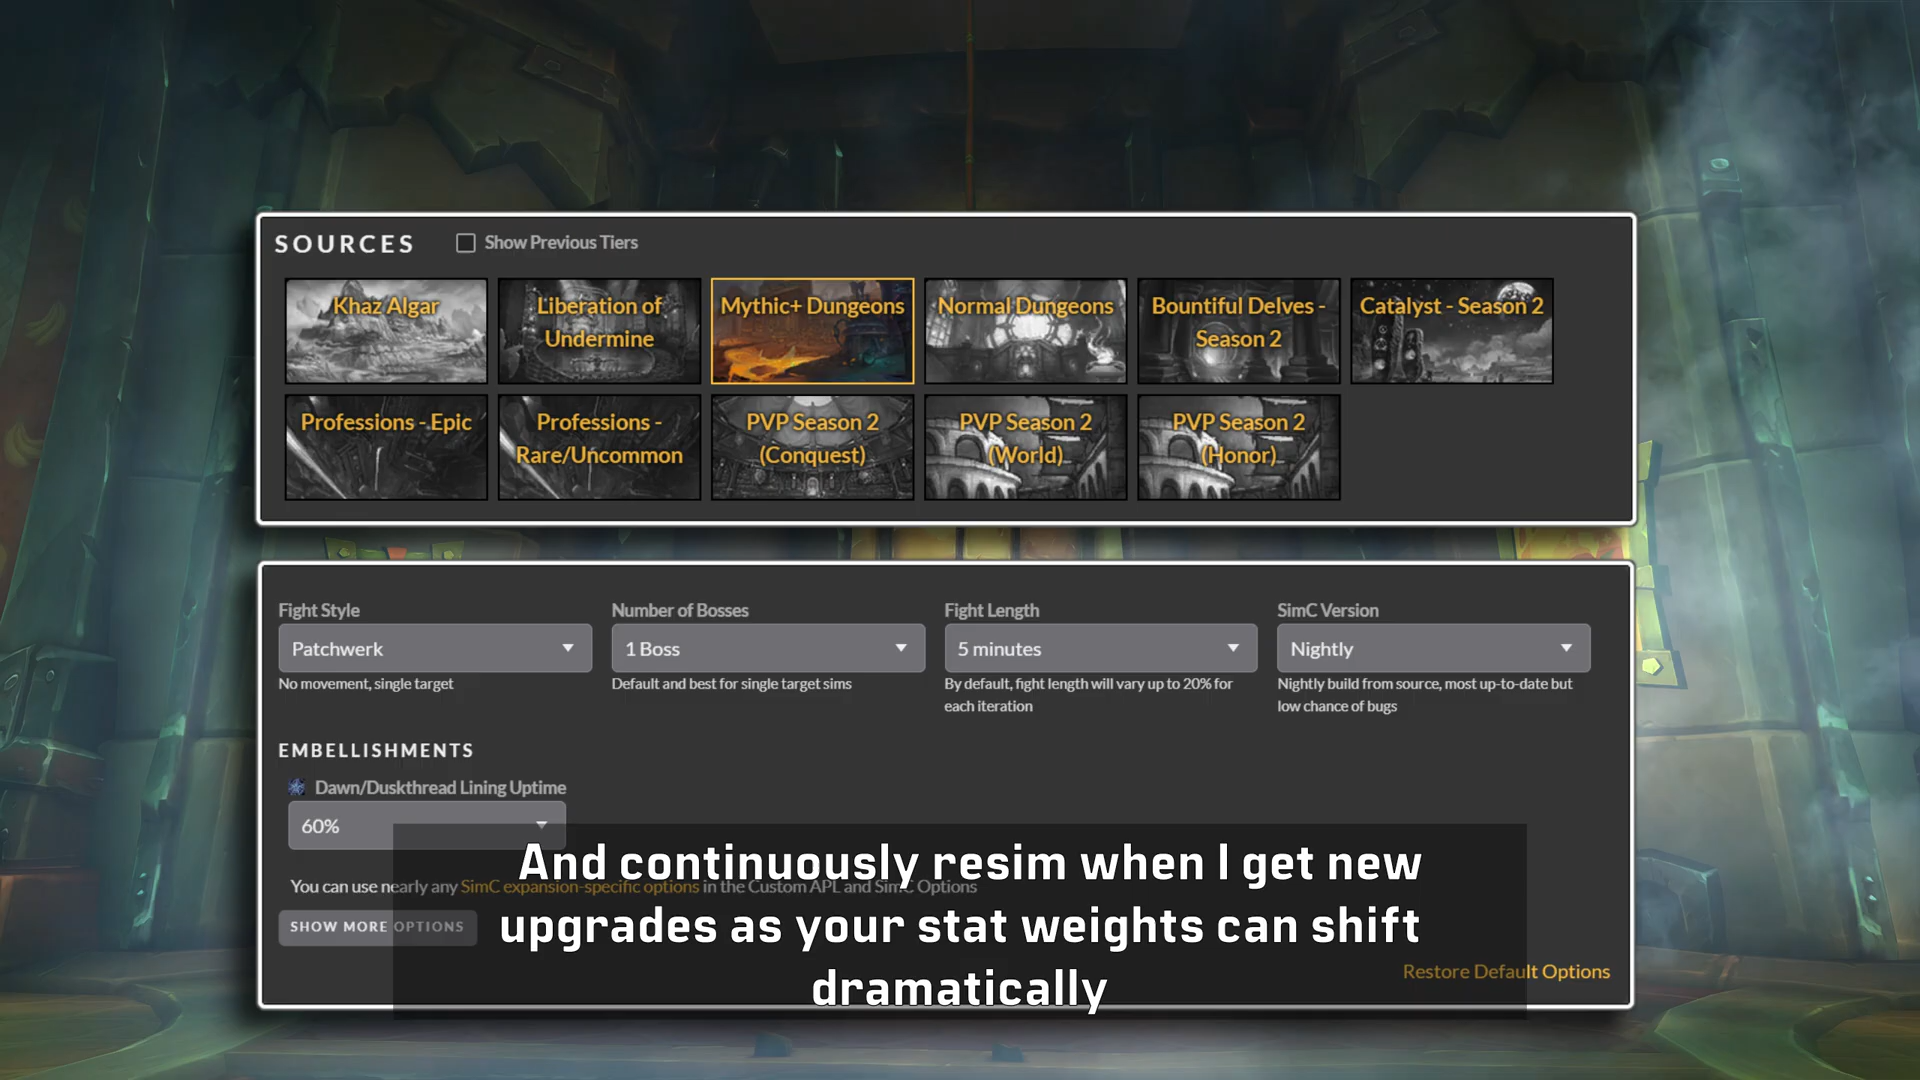 SOURCES
Show Previous Tiers
Khaz Algar
Liberation of
Undermine
Mythic+ Dungeons
Normal Dungeons
Bountiful Delves -
Season 2
Catalyst - Season 2
Professions - Epic
Professions -
Rare/Uncommon
PVP Season 2
(Conquest)
PVP Season 2
(World)
PVP Season 2
(Honor)
Fight Style
Patchwerk
No movement, single target
Number of Bosses
1 Boss
Default and best for single target sims
Fight Length
5 minutes
By default, fight length will vary up to 20% for
each iteration
SimC Version
Nightly
Nightly build from source, most up-to-date but
low chance of bugs
EMBELLISHMENTS
Dawn/Duskthread Lining Uptime
60%
You can use nearly any SimC expansion-specific options in the Custom APL and SimC Options
SHOW MORE OPTIONS
Restore Default Options
And continuously resim when I get new
upgrades as your stat weights can shift
dramatically